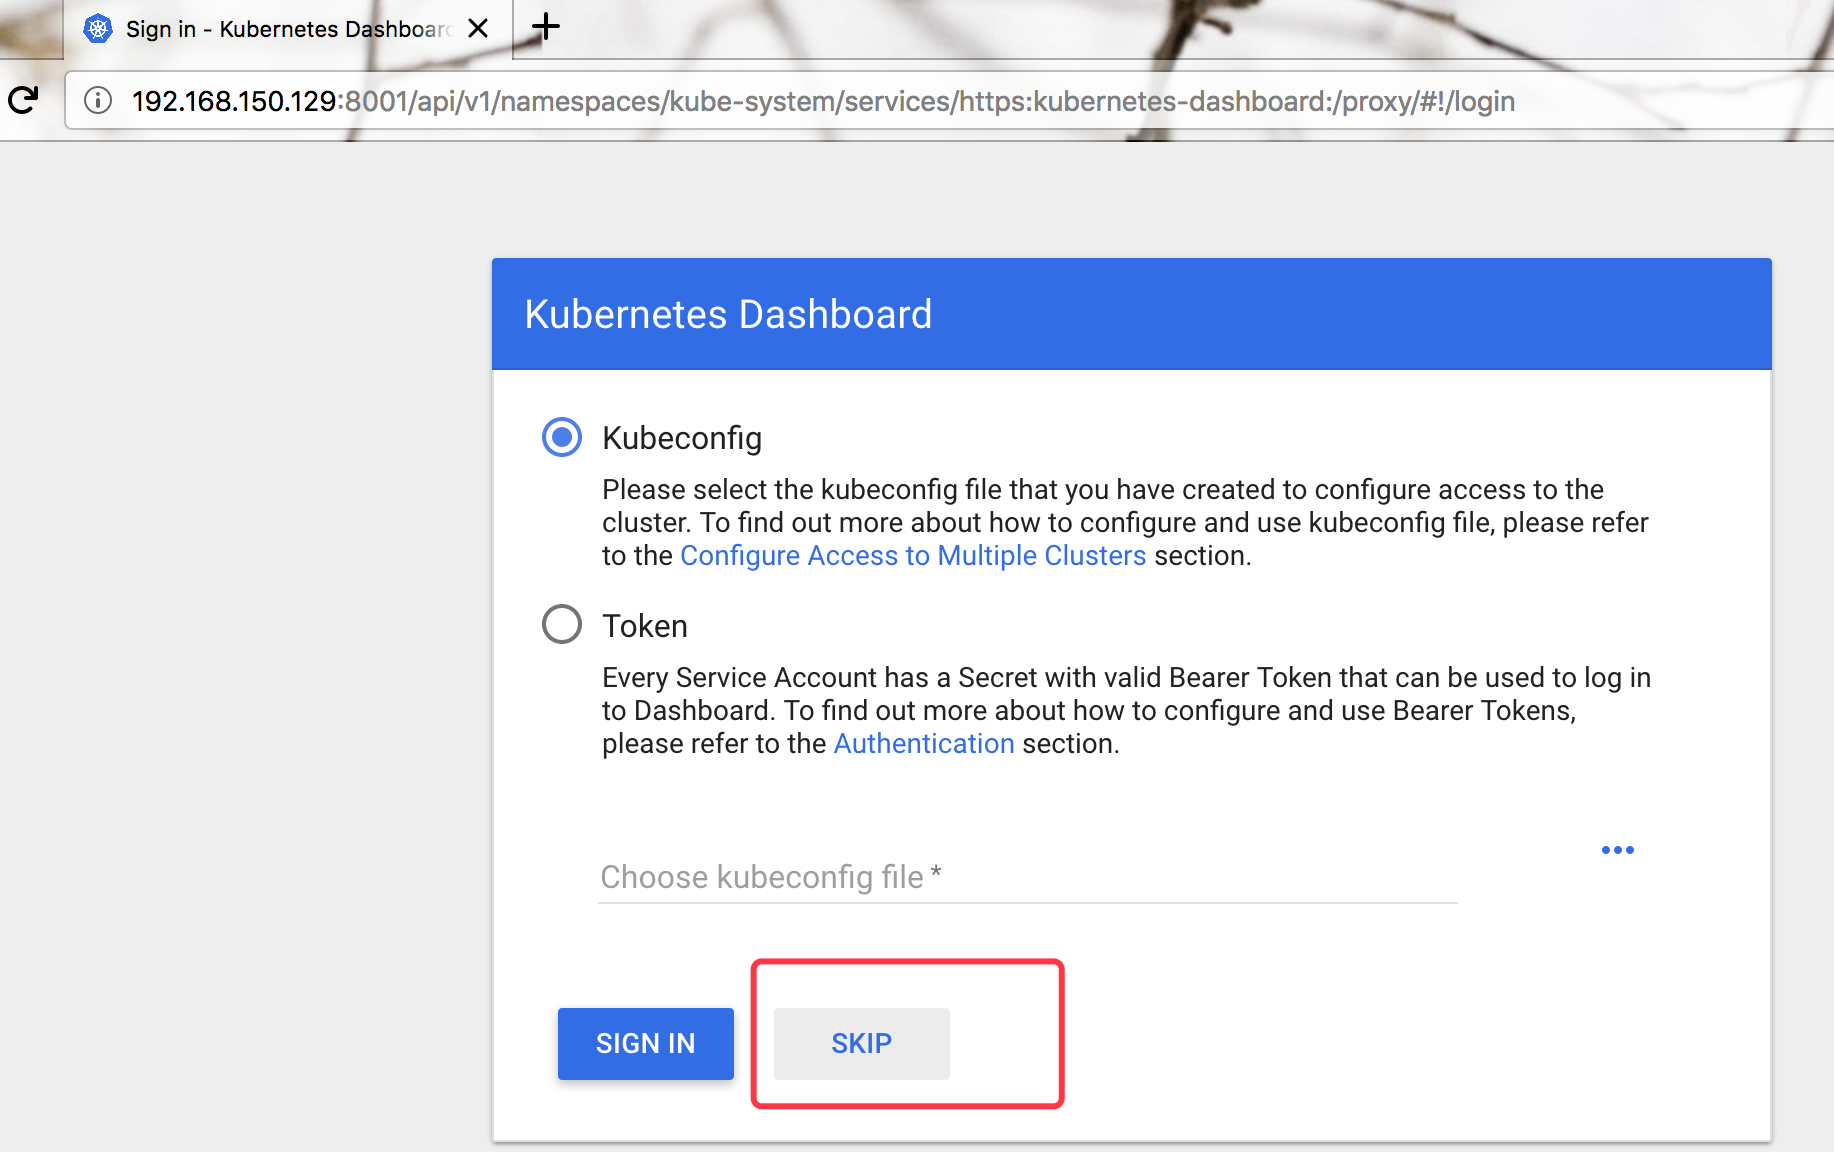 Sign in - Kubernetes Dashboard
192.168.150.129:8001/api/v1/namespaces/kube-system/services/https:kubernetes-dashboard:/proxy/#!/login
Kubernetes Dashboard
Kubeconfig
Please select the kubeconfig file that you have created to configure access to the
cluster. To find out more about how to configure and use kubeconfig file, please refer
to the Configure Access to Multiple Clusters section.
Token
Every Service Account has a Secret with valid Bearer Token that can be used to log in
to Dashboard. To find out more about how to configure and use Bearer Tokens,
please refer to the Authentication section.
Choose kubeconfig file *
SIGN IN
SKIP